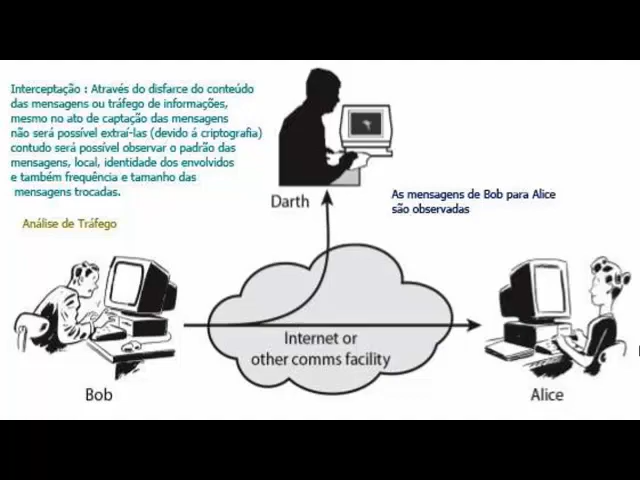 Interceptação : Através do disfarce do conteúdo
das mensagens ou tráfego de informações,
mesmo no ato de captação das mensagens
não será possível extraí-las (devido á criptografia)
contudo será possível observar o padrão das
mensagens, local, identidade dos envolvidos
e também frequência e tamanho das
mensagens trocadas.
Darth
As mensagens de Bob para Alice
são observadas
Análise de Tráfego
Internet or
other comms facility
Bob
Alice